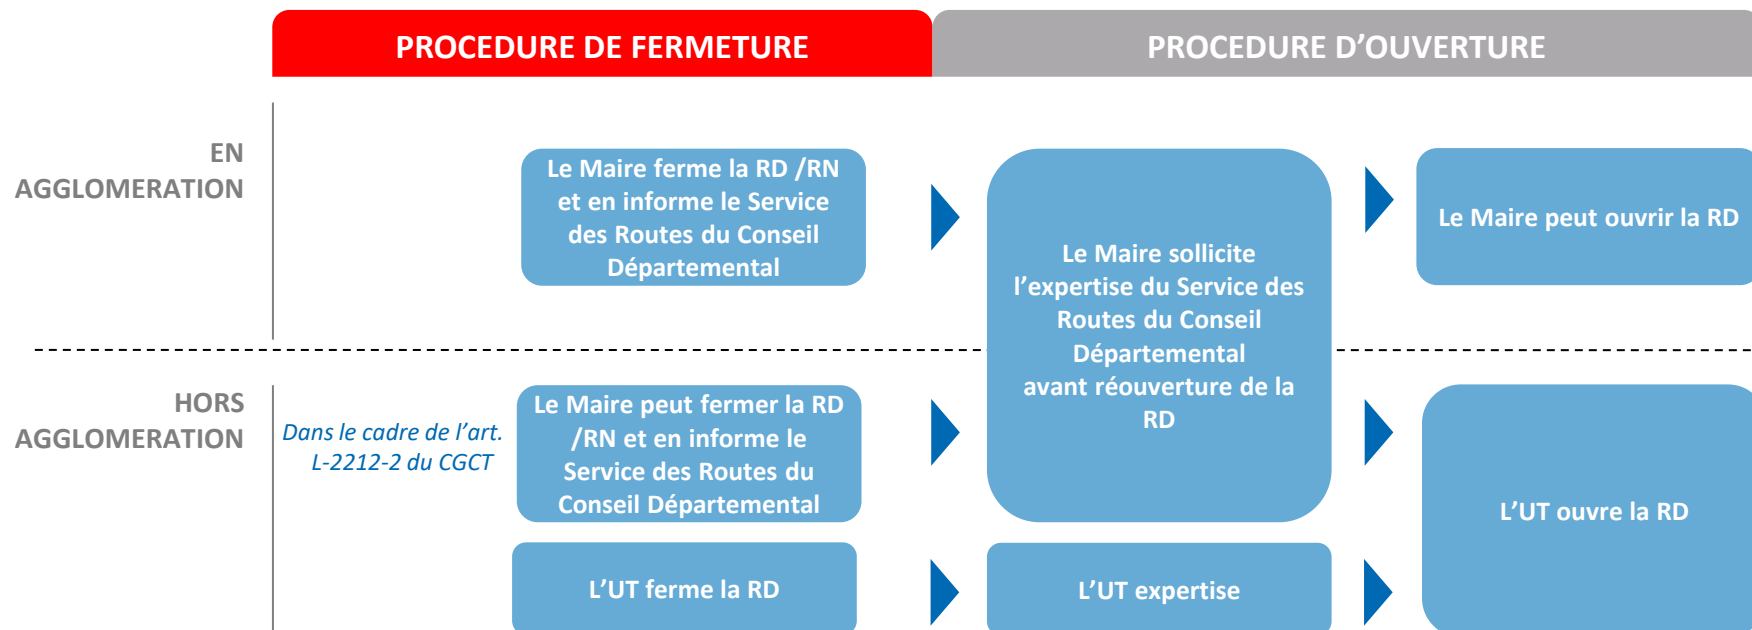 PROCEDURE DE FERMETURE
PROCEDURE D’OUVERTURE
EN
AGGLOMERATION
Le Maire ferme la RD /RN
et en informe le Service
des Routes du Conseil
Départemental
Le Maire sollicite
l’expertise du Service des
Routes du Conseil
Départemental
avant réouverture de la
RD
Le Maire peut ouvrir la RD
HORS
AGGLOMERATION
Dans le cadre de l’art.
L-2212-2 du CGCT
Le Maire peut fermer la RD
/RN et en informe le
Service des Routes du
Conseil Départemental
L’UT ouvre la RD
L’UT ferme la RD
L’UT expertise